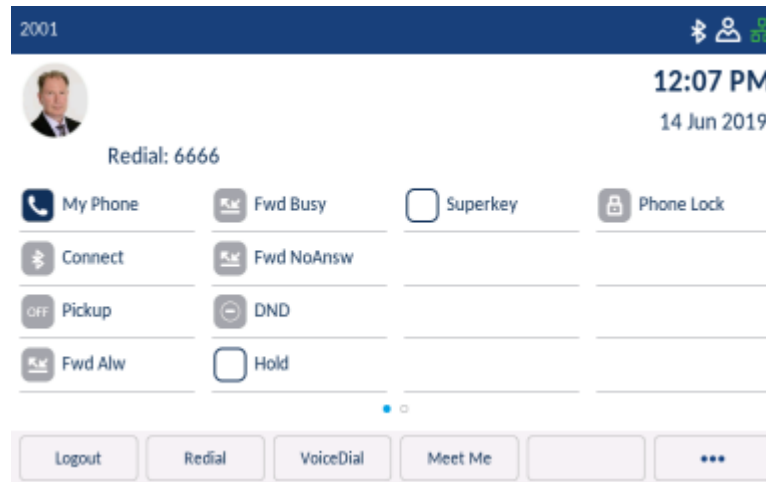 2001
12:07 PM
14 Jun 2019
Redial: 6666
My Phone Fwd Busy Superkey Phone Lock
Connect Fwd NoAnsw
OFF Pickup DND
Fwd Alw Hold
Logout Redial VoiceDial Meet Me •••